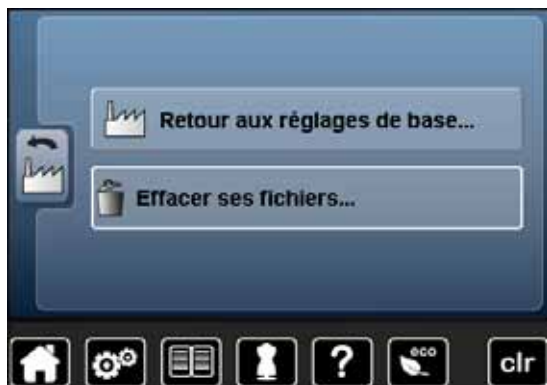 Retour aux réglages de base...
Effacer ses fichiers...
? eco clr